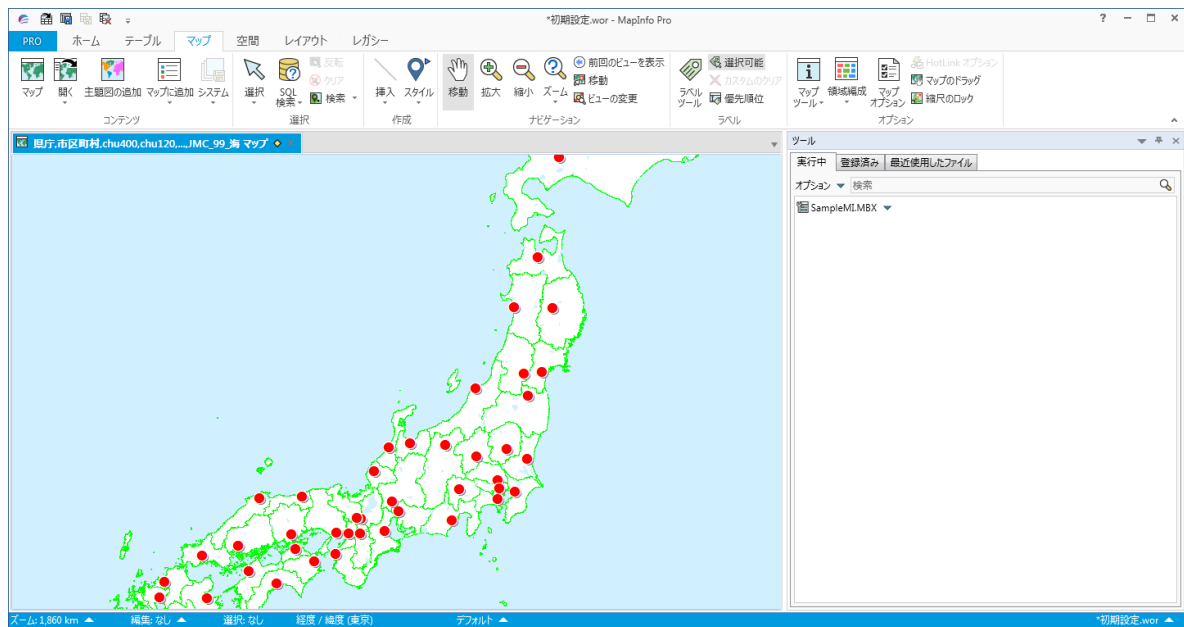 *初期設定.wor - MapInfo Pro
PRO ホーム テーブル マップ 空間 レイアウト レガシー
マップ 開く 主題図の追加 マップに追加 システム
コンテンツ
選択 SQL 検索 反転 クリア 検索
選択
挿入 スタイル
作成
移動 拡大 縮小 ズーム 前回のビューを表示 移動 ビューの変更
ナビゲーション
ラベル ツール 選択可能 カスタムのクリア 優先順位
ラベル
マップ ツール 領域編成 マップ オプション HotLink オプション マップのドラッグ 縮尺のロック
オプション
県庁,市区町村,chu400,chu120,...,JMC_99_海 マップ
ツール
実行中 登録済み 最近使用したファイル
オプション 検索
SampleMI.MBX
ズーム: 1,860 km 編集: なし 選択: なし 経度 / 緯度 (東京) デフォルト *初期設定.wor